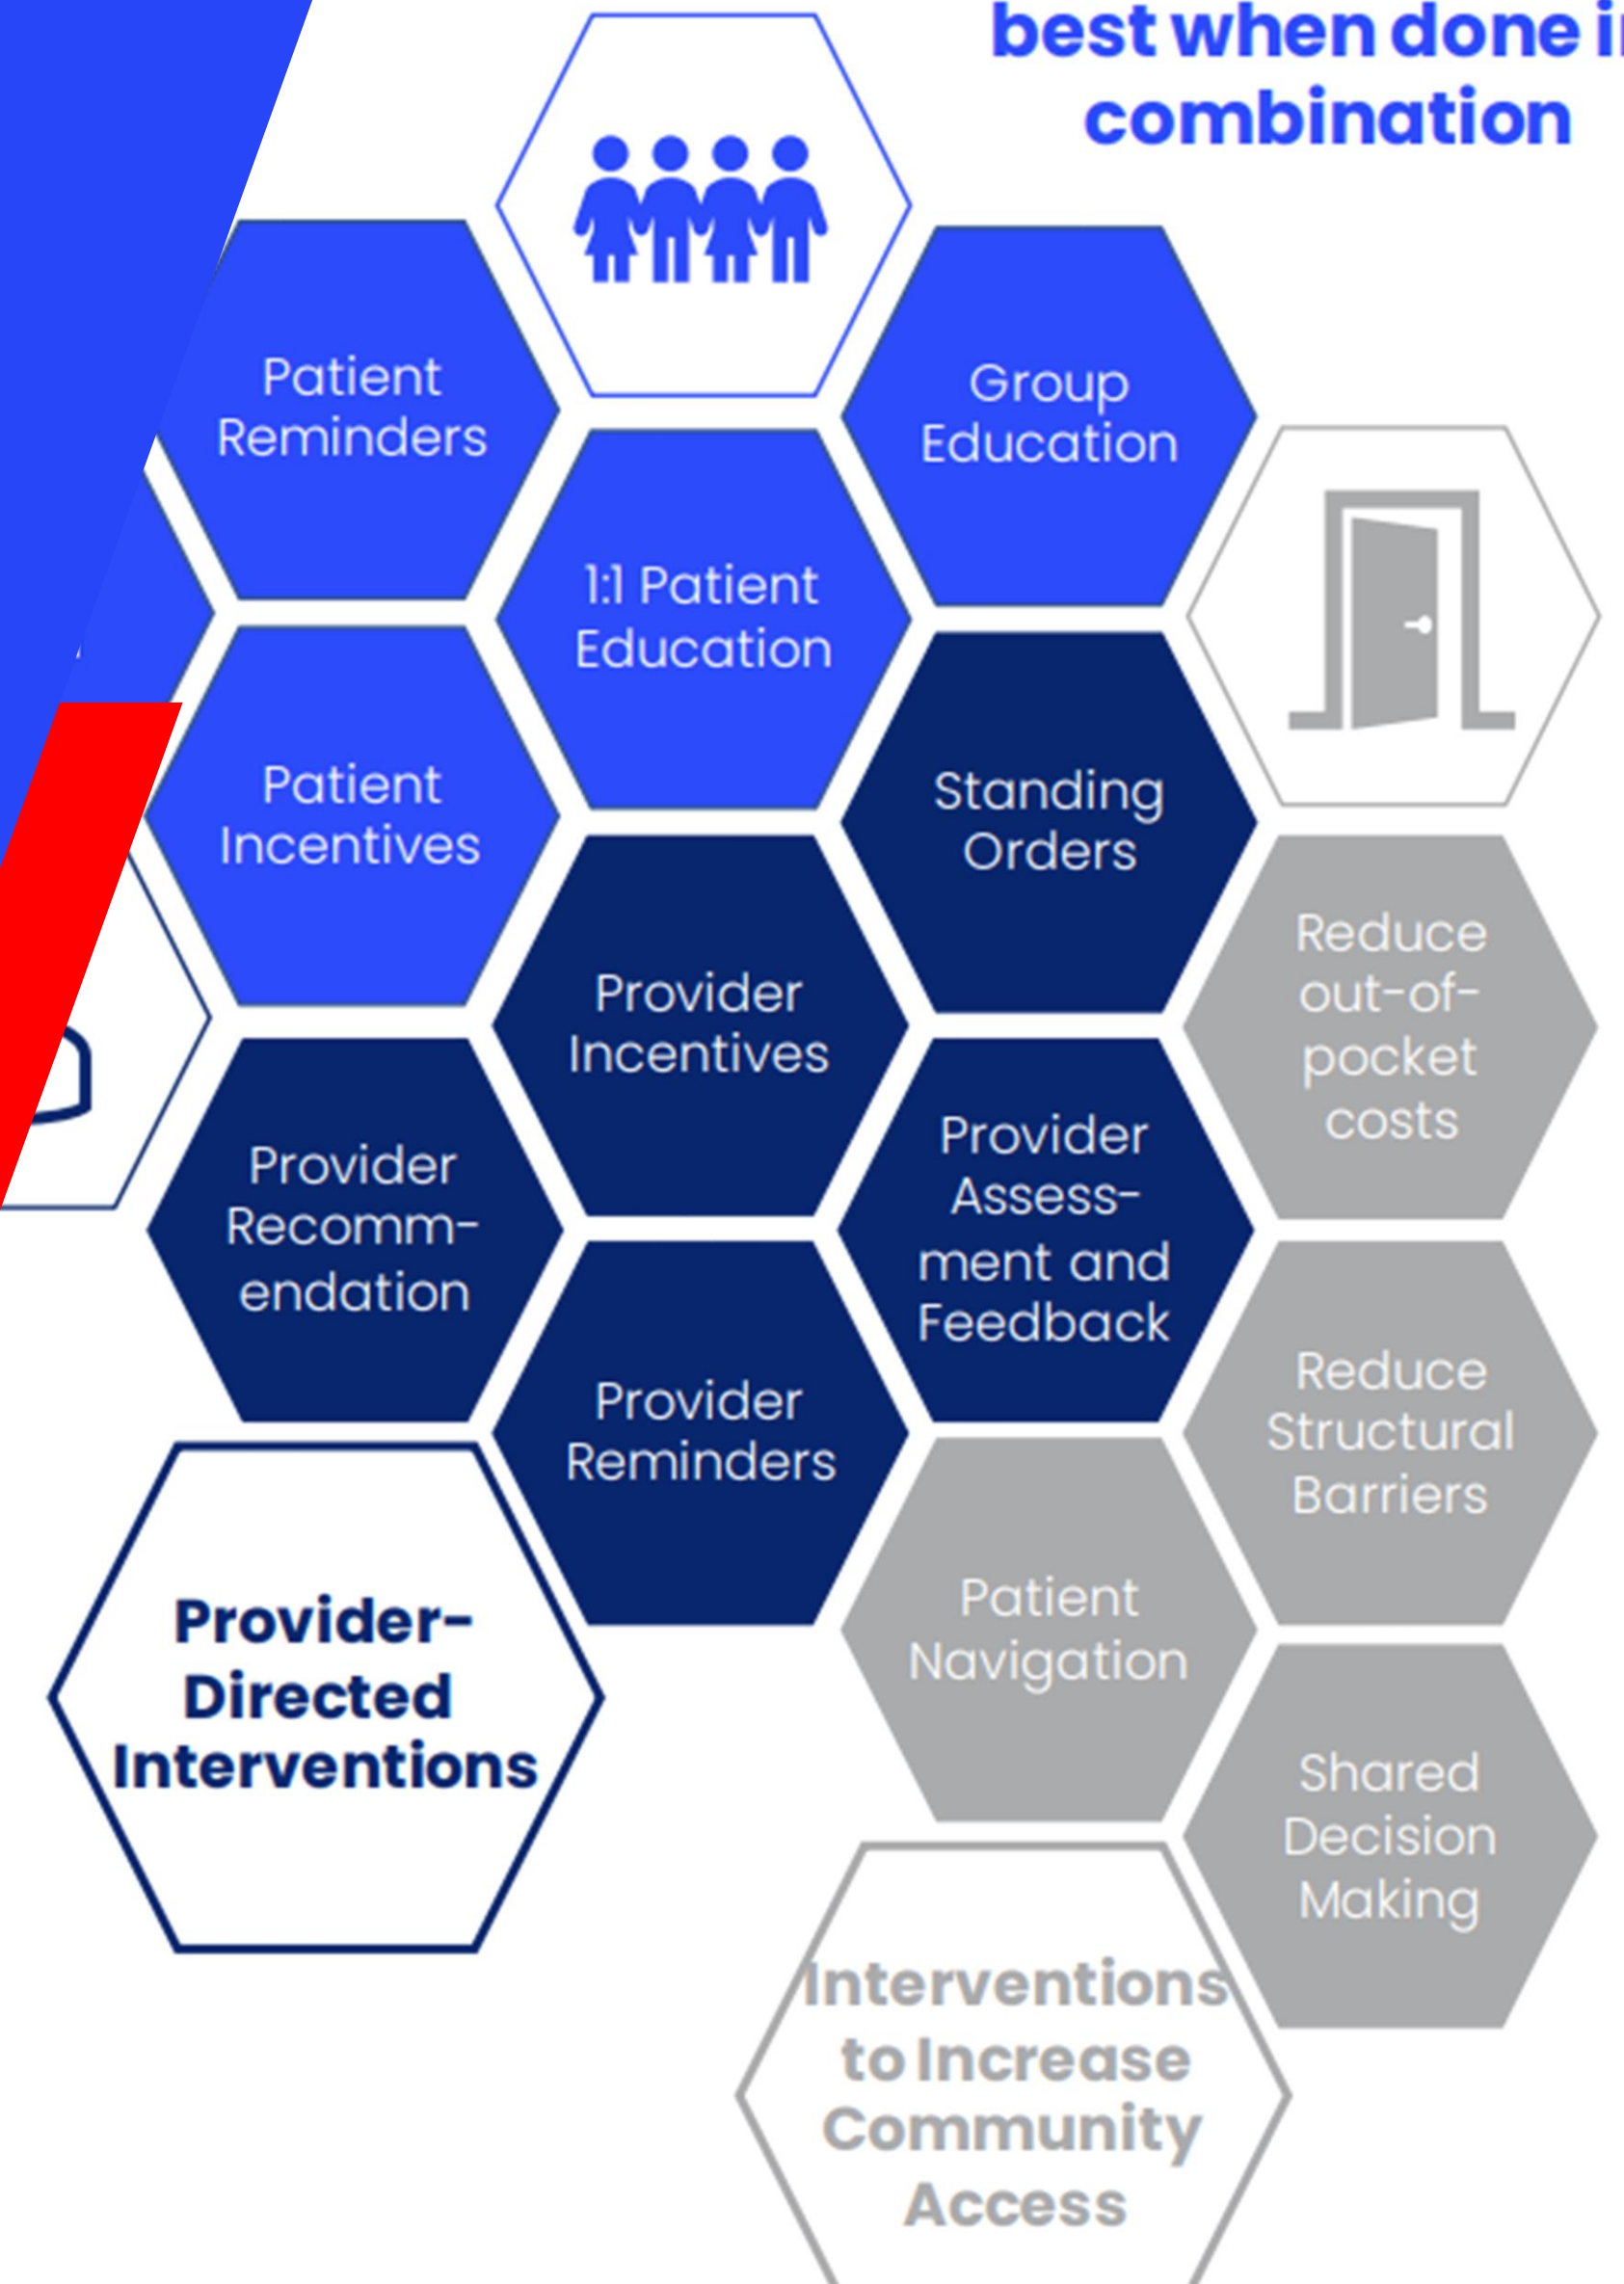 best when done in
combination
Patient
Reminders
Group
Education
1:1 Patient
Education
Patient
Incentives
Standing
Orders
Provider
Incentives
Reduce
out-of-
pocket
costs
Provider
Recomm-
endation
Provider
Assess-
ment and
Feedback
Provider
Reminders
Reduce
Structural
Barriers
Provider-
Directed
Interventions
Patient
Navigation
Shared
Decision
Making
Interventions
to Increase
Community
Access